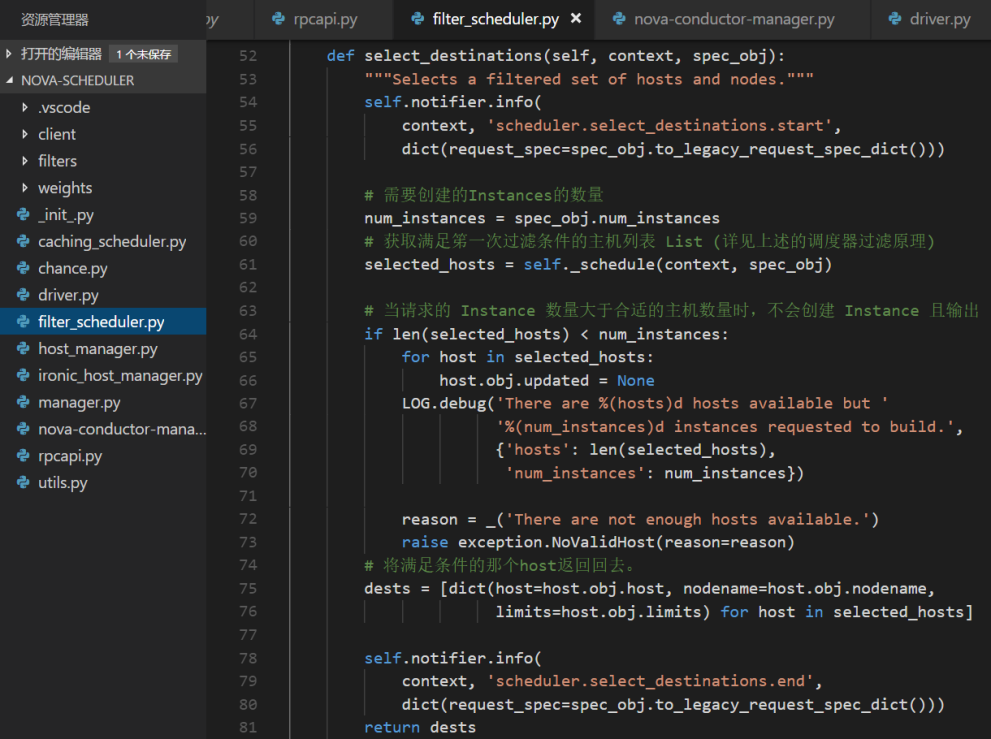 资源管理器
py
rpcapi.py
filter_scheduler.py ×
nova-conductor-manager.py
driver.py
打开的编辑器 1 个未保存
NOVA-SCHEDULER
.vscode
client
filters
weights
_init_.py
caching_scheduler.py
chance.py
driver.py
filter_scheduler.py
host_manager.py
ironic_host_manager.py
manager.py
nova-conductor-mana...
rpcapi.py
utils.py
52 def select_destinations(self, context, spec_obj):
53 """Selects a filtered set of hosts and nodes."""
54 self.notifier.info(
55 context, 'scheduler.select_destinations.start',
56 dict(request_spec=spec_obj.to_legacy_request_spec_dict()))
57
58 # 需要创建的Instances的数量
59 num_instances = spec_obj.num_instances
60 # 获取满足第一次过滤条件的主机列表 List (详见上述的调度器过滤原理)
61 selected_hosts = self._schedule(context, spec_obj)
62
63 # 当请求的 Instance 数量大于合适的主机数量时，不会创建 Instance 且输出
64 if len(selected_hosts) < num_instances:
65 for host in selected_hosts:
66 host.obj.updated = None
67 LOG.debug('There are %(hosts)d hosts available but '
68 '%(num_instances)d instances requested to build.',
69 {'hosts': len(selected_hosts),
70 'num_instances': num_instances})
71
72 reason = _('There are not enough hosts available.')
73 raise exception.NoValidHost(reason=reason)
74 # 将满足条件的那个host返回回去。
75 dests = [dict(host=host.obj.host, nodename=host.obj.nodename,
76 limits=host.obj.limits) for host in selected_hosts]
77
78 self.notifier.info(
79 context, 'scheduler.select_destinations.end',
80 dict(request_spec=spec_obj.to_legacy_request_spec_dict()))
81 return dests